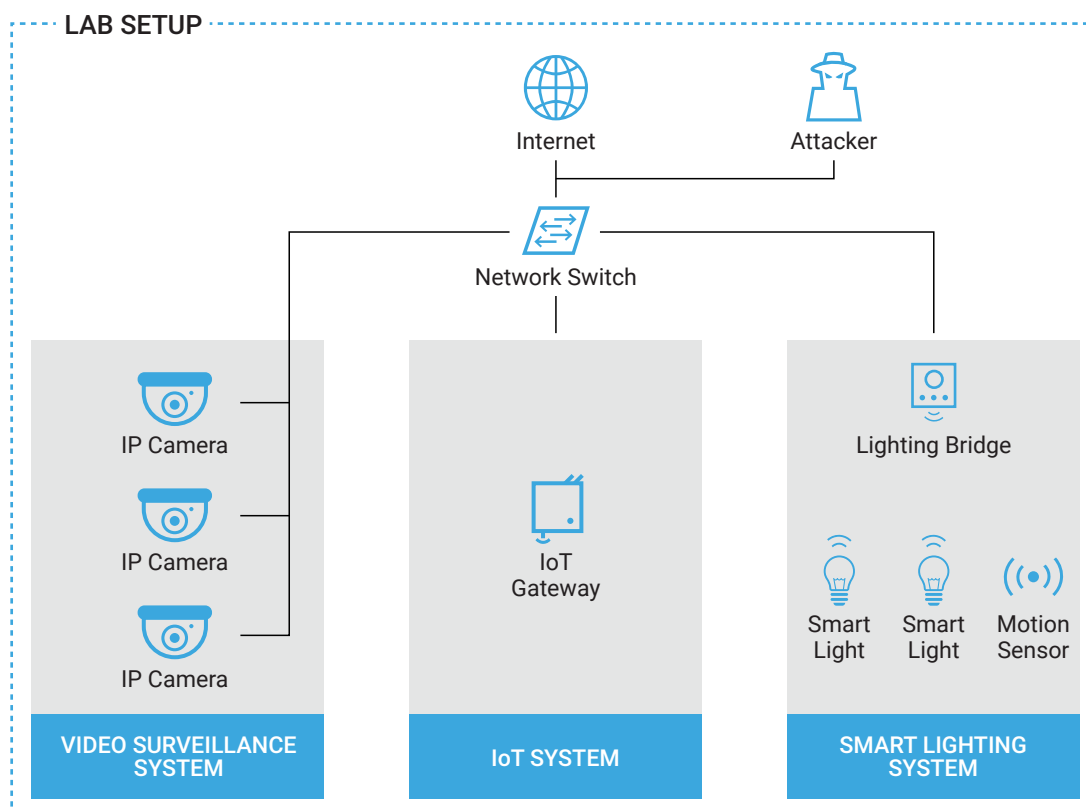 LAB SETUP
Internet
Attacker
Network Switch
IP Camera
IP Camera
IP Camera
VIDEO SURVEILLANCE
SYSTEM
IoT
Gateway
IoT SYSTEM
Lighting Bridge
Smart
Light
Smart
Light
Motion
Sensor
SMART LIGHTING
SYSTEM